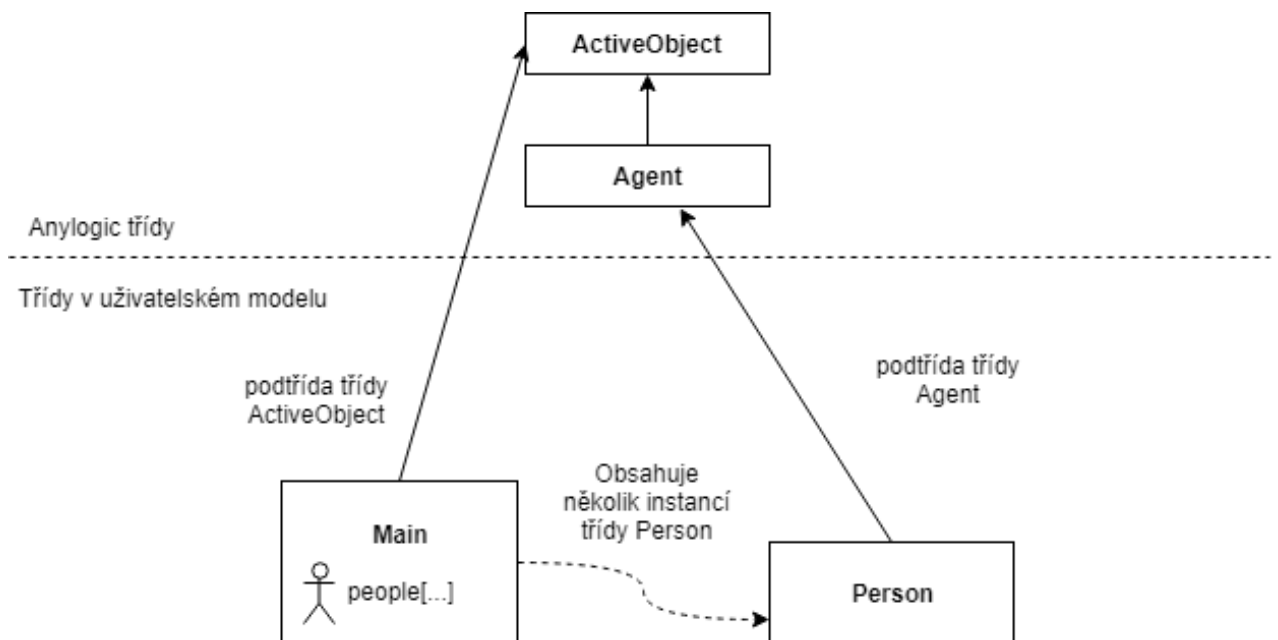 ActiveObject
Agent
Anylogic třídy
Třídy v uživatelském modelu
podtřída třídy
ActiveObject
podtřída třídy
Agent
Obsahuje
několik instancí
třídy Person
Main
people[...]
Person